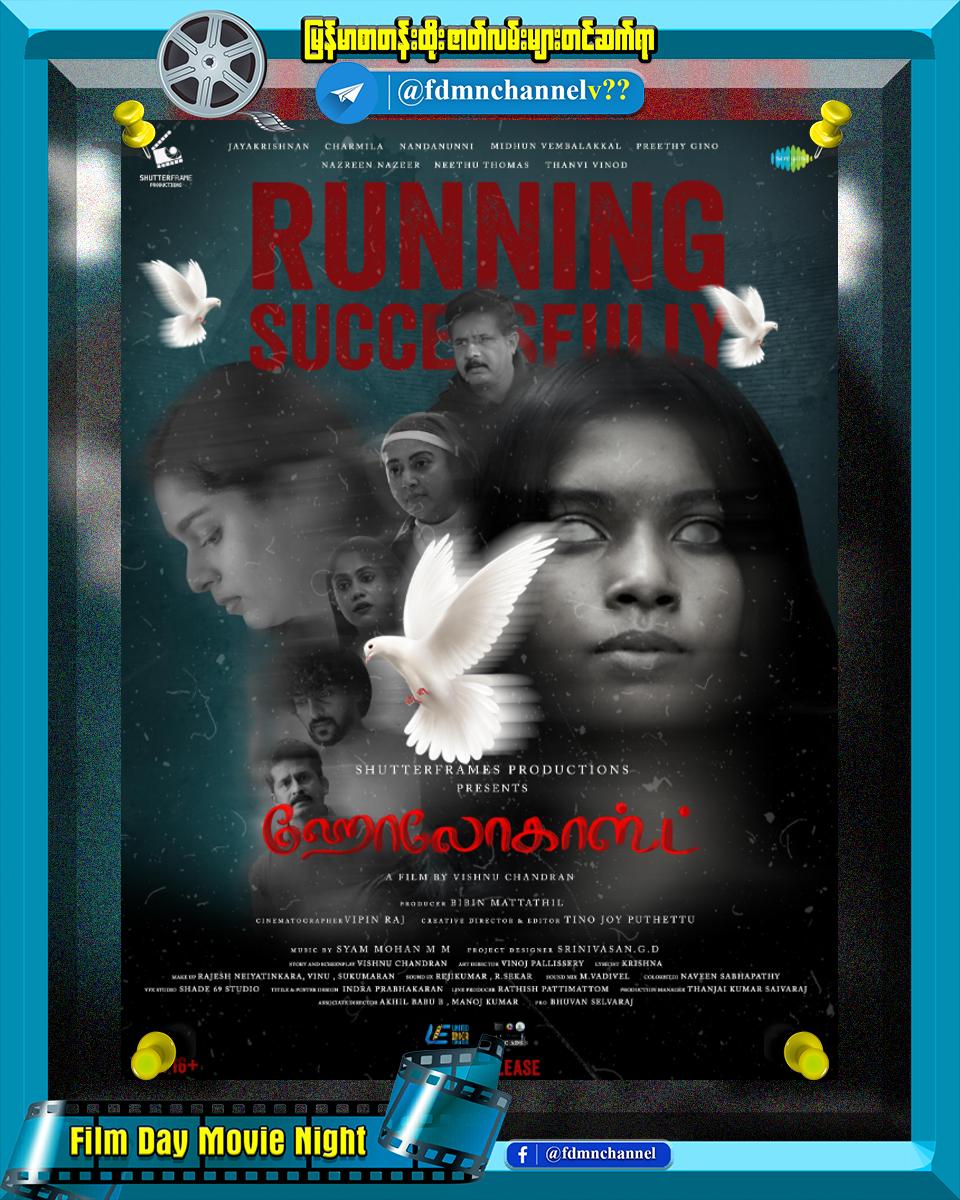 မြန်မာစာတန်းထိုးဇာတ်လမ်းများတင်ဆက်ရာ
@fdmnchannelv??
SHUTTERFRAME
PRODUCTIONS
JAYAKRISHNAN CHARMILA NANDANUNNI MIDHUN VEMBALAKKAL PREETHY GINO
NAZREEN NAZEER NEETHU THOMAS THANVI VINOD
RUNNING
SUCCESSFULLY
SHUTTERFRAMES PRODUCTIONS
PRESENTS
ஹோலோகாஸ்ட்
A FILM BY VISHNU CHANDRAN
PRODUCER BIBIN MATTATHIL
CINEMATOGRAPHER VIPIN RAJ CREATIVE DIRECTOR & EDITOR TINO JOY PUTHETTU
MUSIC BY SYAM MOHAN M M PROJECT DESIGNER SRINIVASAN.G.D
STORY AND SCREENPLAY VISHNU CHANDRAN ART DIRECTOR VINOJ PALLISSERY LYRICIST KRISHNA
MAKE UP RAJESH NEIYATINKARA, VINU , SUKUMARAN SOUND FX REJIKUMAR , R.SEKAR SOUND MIX M.VADIVEL COLORIST NAVEEN SABHAPATHY
VFX STUDIO SHADE 69 STUDIO TITLE & POSTER DESIGN INDRA PRABHAKARAN LINE PRODUCER RATHISH PATTIMATTOM PRODUCTION MANAGER THANJAI KUMAR SAIVARAJ
ASSOCIATE DIRECTOR AKHIL BABU B , MANOJ KUMAR PRO BHUVAN SELVARAJ
Film Day Movie Night
@fdmnchannel